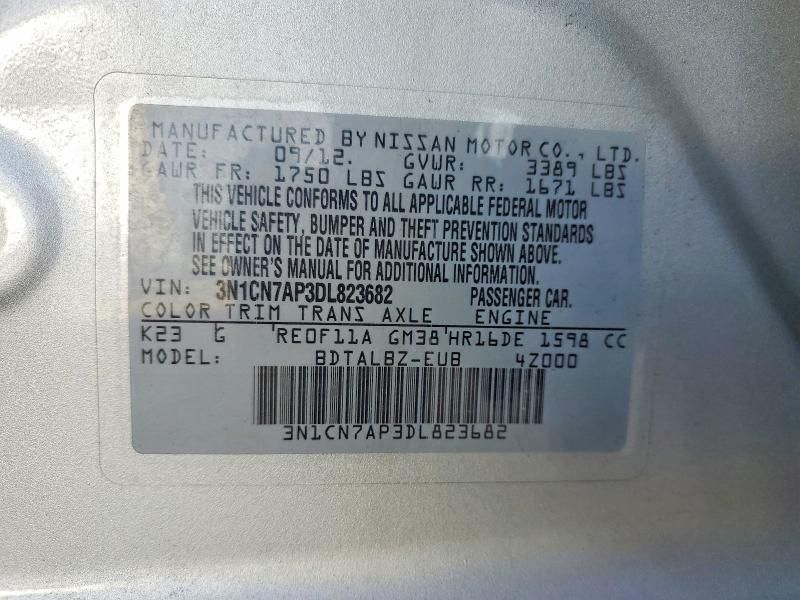 MANUFACTURED BY NISSAN MOTOR CO., LTD.
DATE: 09/12. GVWR: 3389 LBS
GAWR FR: 1750 LBS GAWR RR: 1671 LBS
THIS VEHICLE CONFORMS TO ALL APPLICABLE FEDERAL MOTOR
VEHICLE SAFETY, BUMPER AND THEFT PREVENTION STANDARDS
IN EFFECT ON THE DATE OF MANUFACTURE SHOWN ABOVE.
SEE OWNER'S MANUAL FOR ADDITIONAL INFORMATION.
VIN: 3N1CN7AP3DL823682 PASSENGER CAR.
COLOR TRIM TRANS AXLE ENGINE
K23 G RE0F11A GM38 HR16DE 1598 CC
MODEL: BDTALBZ-EUB 4Z000
3N1CN7AP3DL823682